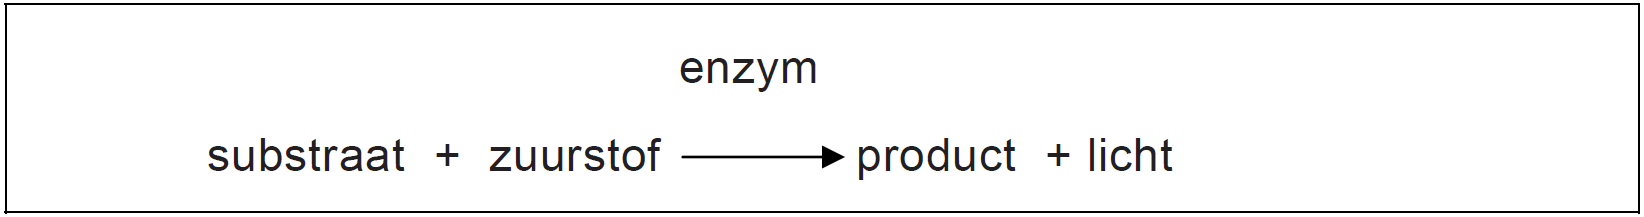 enzym
substraat + zuurstof ⟶ product + licht